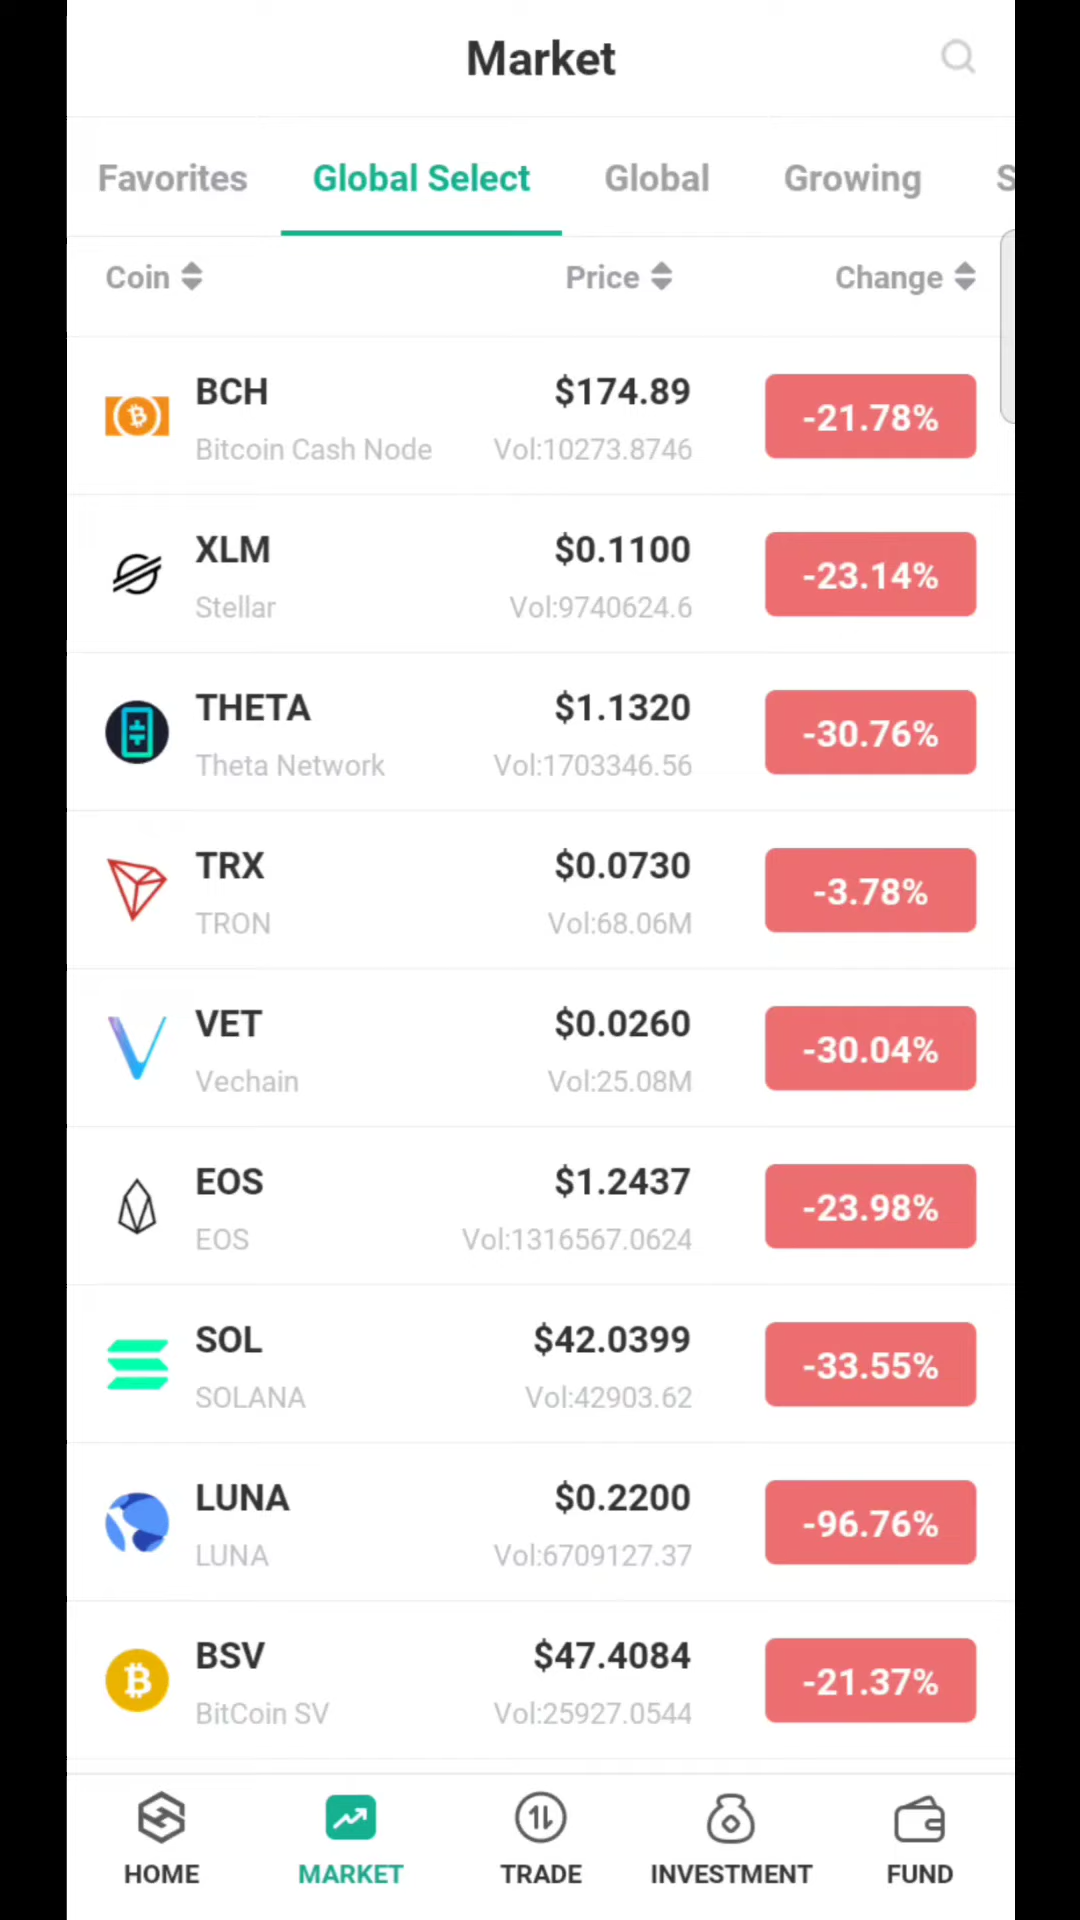 Market
Favorites Global Select Global Growing S
Coin Price Change
BCH $174.89 -21.78%
Bitcoin Cash Node Vol:10273.8746
XLM $0.1100 -23.14%
Stellar Vol:9740624.6
THETA $1.1320 -30.76%
Theta Network Vol:1703346.56
TRX $0.0730 -3.78%
TRON Vol:68.06M
VET $0.0260 -30.04%
Vechain Vol:25.08M
EOS $1.2437 -23.98%
EOS Vol:1316567.0624
SOL $42.0399 -33.55%
SOLANA Vol:42903.62
LUNA $0.2200 -96.76%
LUNA Vol:6709127.37
BSV $47.4084 -21.37%
BitCoin SV Vol:25927.0544
HOME MARKET TRADE INVESTMENT FUND